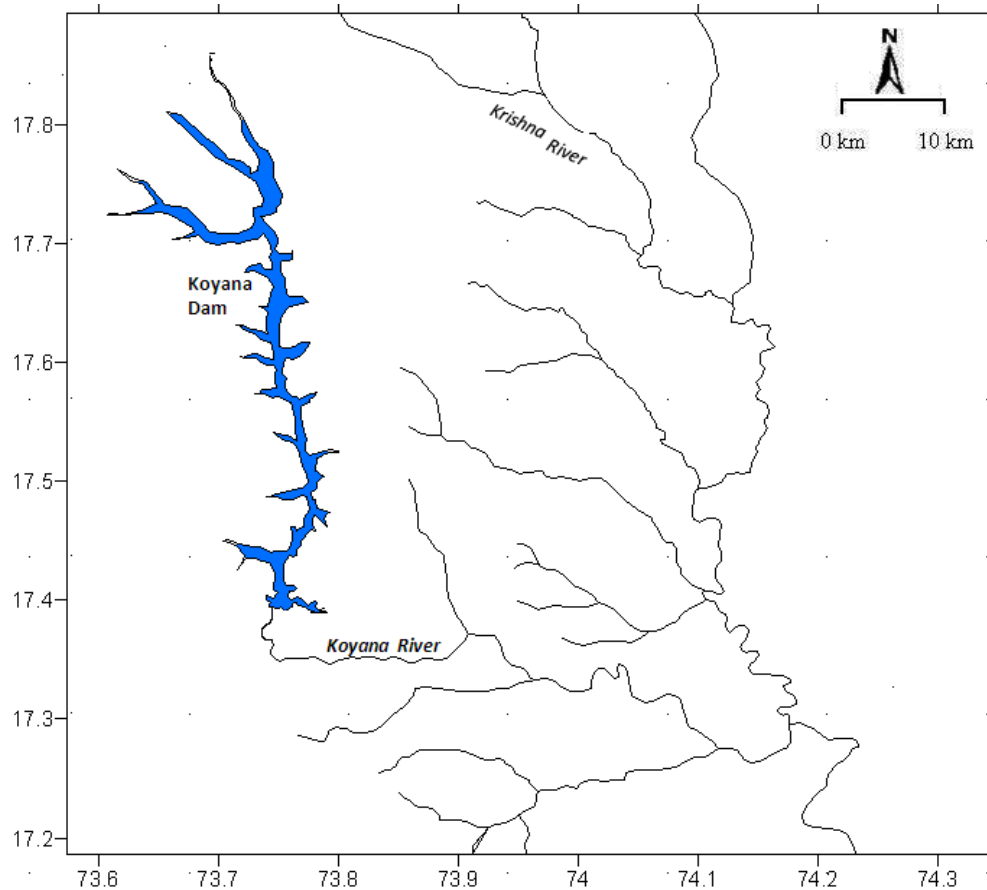 N
0 km 10 km
Krishna River
Koyana
Dam
Koyana River
17.8
17.7
17.6
17.5
17.4
17.3
17.2
73.6 73.7 73.8 73.9 74 74.1 74.2 74.3